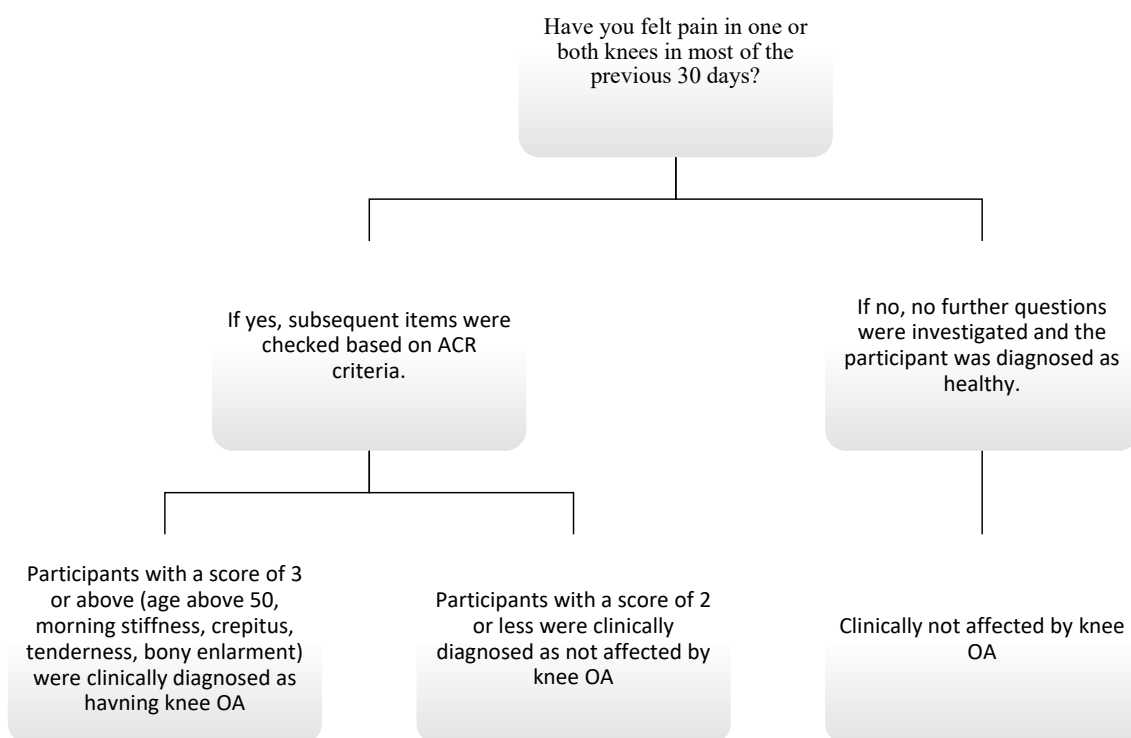 Have you felt pain in one or
both knees in most of the
previous 30 days?
If yes, subsequent items were
checked based on ACR
criteria.
If no, no further questions
were investigated and the
participant was diagnosed as
healthy.
Participants with a score of 3
or above (age above 50,
morning stiffness, crepitus,
tenderness, bony enlarment)
were clinically diagnosed as
havning knee OA
Participants with a score of 2
or less were clinically
diagnosed as not affected by
knee OA
Clinically not affected by knee
OA